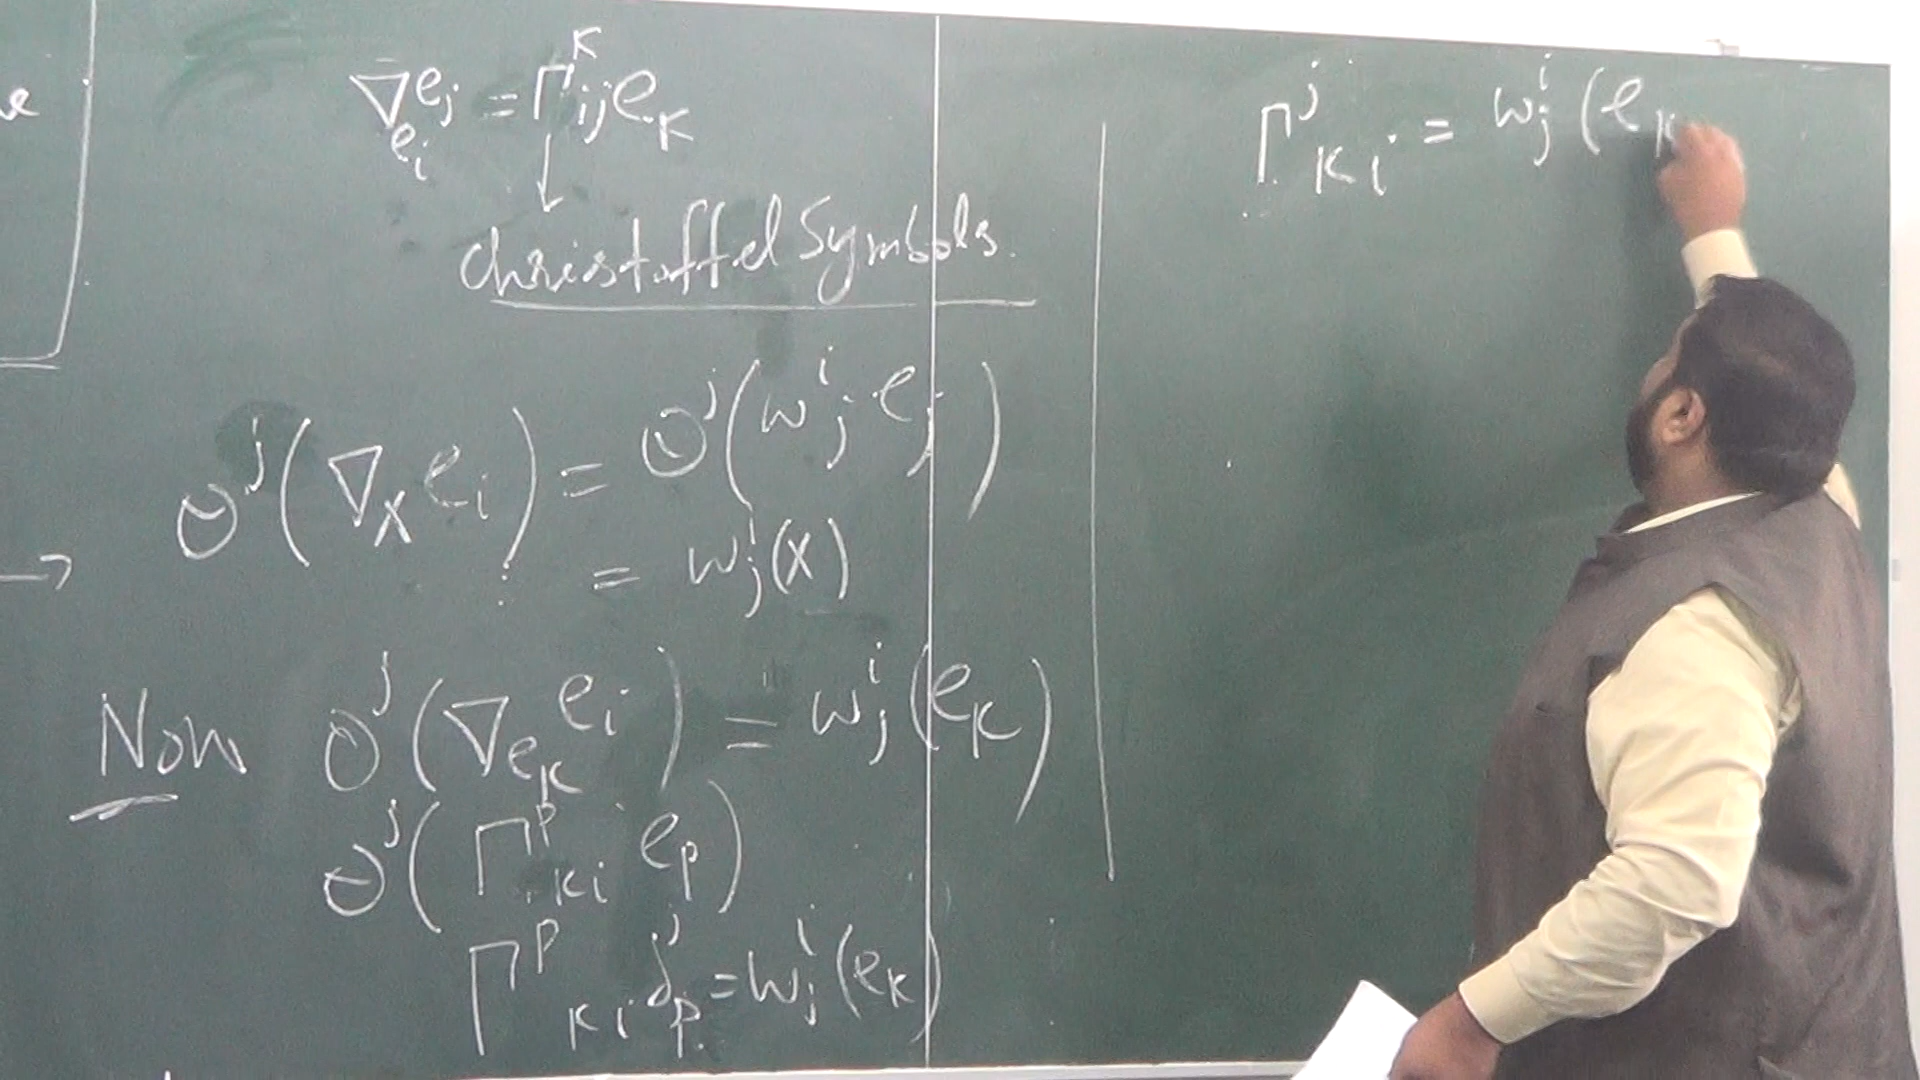 ∇_{e_i} e_j = Γ^K_{ij} e_K
Christoffel Symbols.
θ^j(∇_X e_i) = θ^j(w^i_j e_j)
= w^i_j(X)
Now θ^j(∇_{e_K} e_i) = w^i_j(e_K)
θ^j(Γ^p_{Ki} e_p)
Γ^p_{Ki} δ^j_p = w^i_j(e_K)
Γ^j_{Ki} = w^i_j(e_K